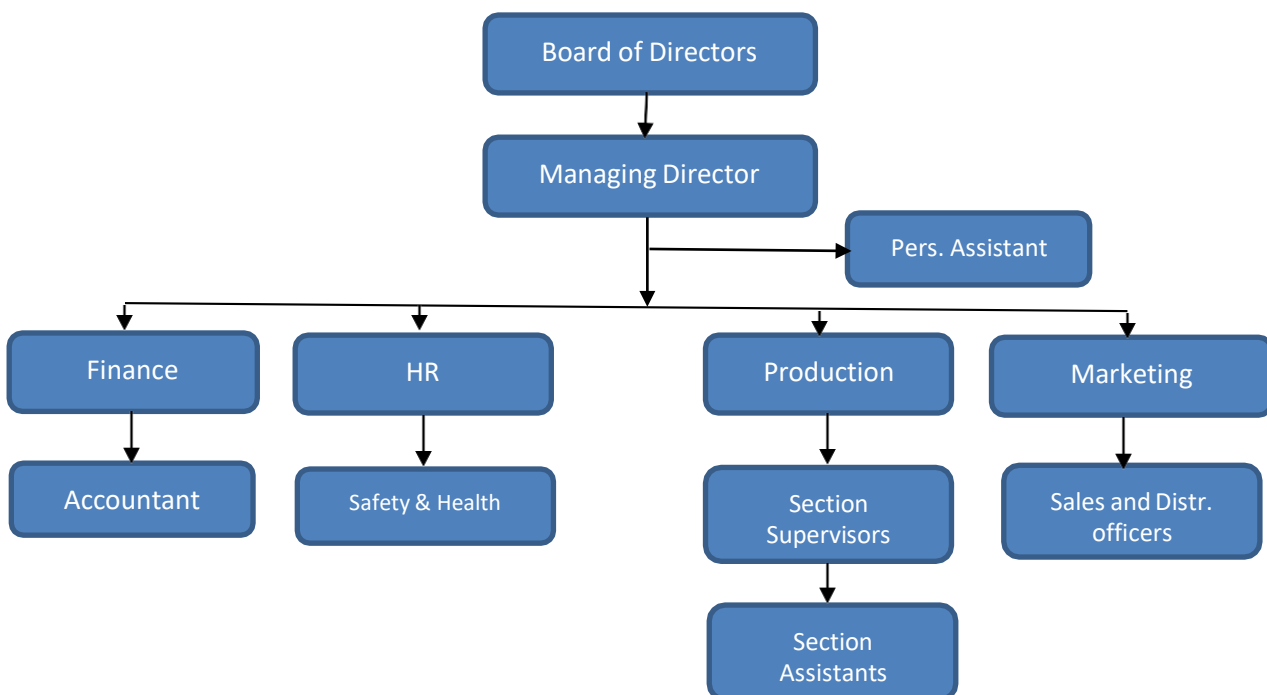 Board of Directors
Managing Director
Pers. Assistant
Finance
HR
Production
Marketing
Accountant
Safety & Health
Section
Supervisors
Sales and Distr.
officers
Section
Assistants